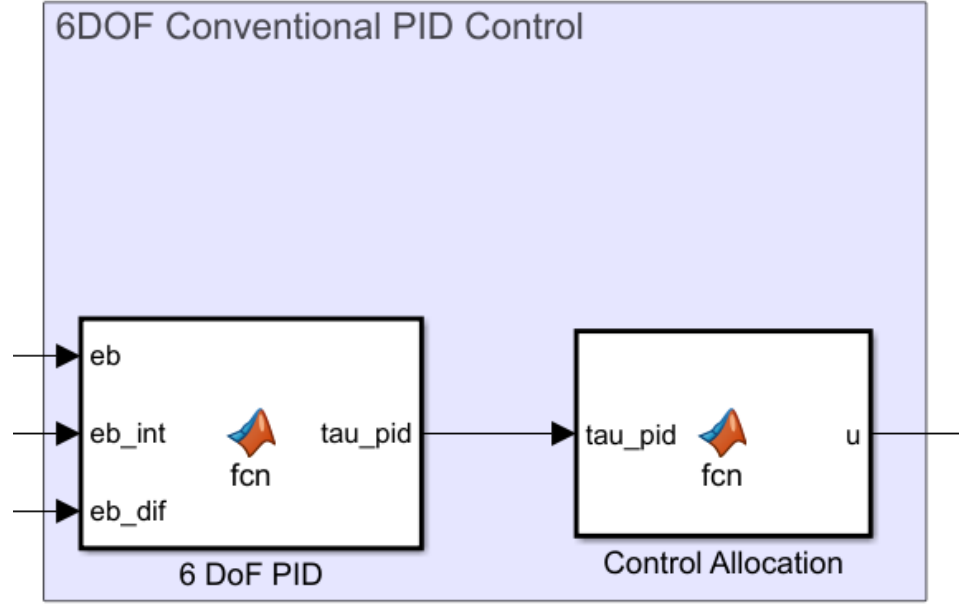 6DOF Conventional PID Control
eb
eb_int
fcn
tau_pid
eb_dif
6 DoF PID
tau_pid
fcn
u
Control Allocation